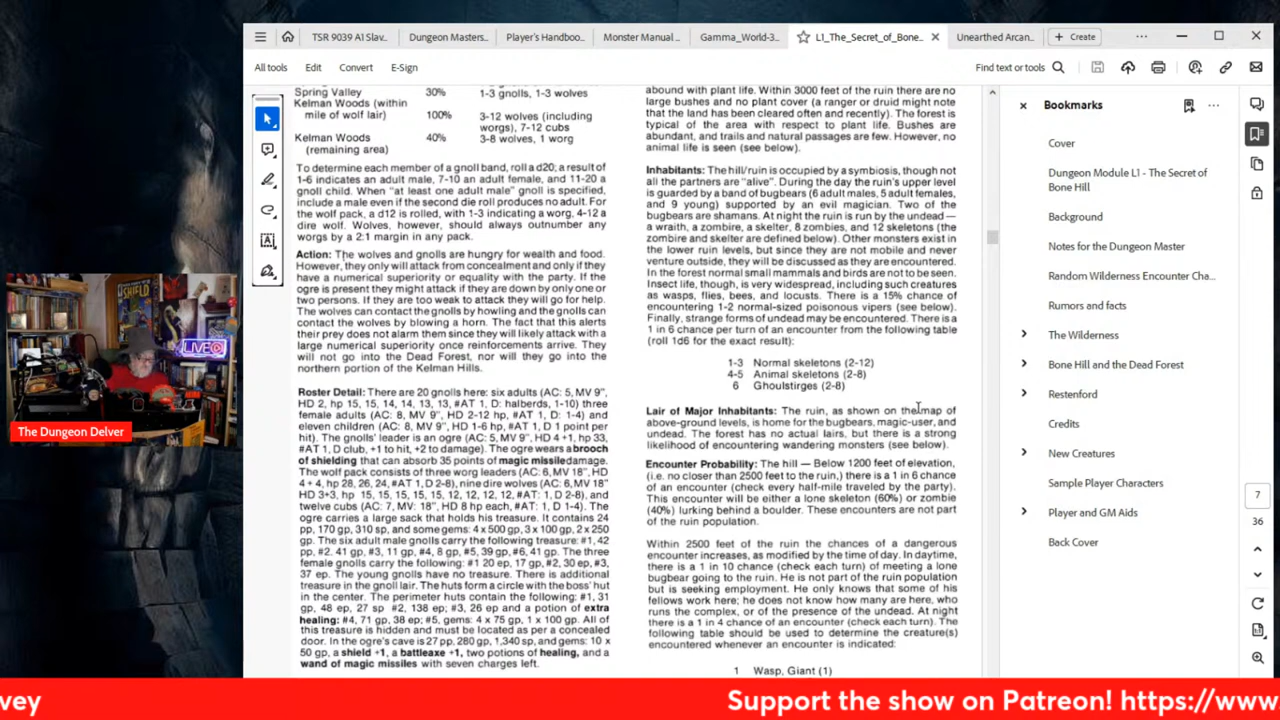 TSR 9039 A1 Slav..
Dungeon Masters..
Player's Handboo...
Monster Manual ...
Gamma_World-3...
L1_The_Secret_of_Bone...
Unearthed Arcan...
Create
All tools
Edit
Convert
E-Sign
Find text or tools
Spring Valley 30% 1-3 gnolls, 1-3 wolves
Kelman Woods (within
mile of wolf lair) 100% 3-12 wolves (including
worgs), 7-12 cubs
Kelman Woods 40% 3-8 wolves, 1 worg
(remaining area)
To determine each member of a gnoll band, roll a d20; a result of
1-6 indicates an adult male, 7-10 an adult female, and 11-20 a
gnoll child. When "at least one adult male" gnoll is specified,
include a male even if the second die roll produces no adult. For
the wolf pack, a d12 is rolled, with 1-3 indicating a worg, 4-12 a
dire wolf. Wolves, however, should always outnumber any
worgs by a 2:1 margin in any pack.
Action: The wolves and gnolls are hungry for wealth and food.
However, they only will attack from concealment and only if they
have a numerical superiority or equality with the party. If the
ogre is present they might attack if they are down by only one or
two persons. If they are too weak to attack they will go for help.
The wolves can contact the gnolls by howling and the gnolls can
contact the wolves by blowing a horn. The fact that this alerts
their prey does not alarm them since they will likely attack with a
large numerical superiority once reinforcements arrive. They
will not go into the Dead Forest, nor will they go into the
northern portion of the Kelman Hills.
Roster Detail: There are 20 gnolls here: six adults (AC: 5, MV 9",
HD 2, hp 15, 15, 14, 14, 13, 13, #AT 1, D: halberds, 1-10) three
female adults (AC: 8, MV 9", HD 2-12 hp, #AT 1, D: 1-4) and
eleven children (AC: 8, MV 9", HD 1-6 hp, #AT 1, D 1 point per
hit). The gnolls' leader is an ogre (AC: 5, MV 9", HD 4+1, hp 33,
#AT 1, D club, +1 to hit, +2 to damage). The ogre wears a brooch
of shielding that can absorb 35 points of magic missile damage.
The wolf pack consists of three worg leaders (AC: 6, MV 18", HD
4+4, hp 28, 26, 24, #AT 1, D 2-8), nine dire wolves (AC: 6, MV 18"
HD 3+3, hp 15, 15, 15, 15, 15, 12, 12, 12, 12, #AT: 1, D 2-8), and
twelve cubs (AC: 7, MV: 18", HD 8 hp each, #AT: 1, D 1-4). The
ogre carries a large sack that holds his treasure. It contains 24
pp, 170 gp, 310 sp, and some gems: 4 x 500 gp, 3 x 100 gp, 2 x 250
gp. The six adult male gnolls carry the following treasure: #1, 42
pp, #2. 41 gp, #3, 11 gp, #4, 8 gp, #5, 39 gp, #6, 41 gp. The three
female gnolls carry the following: #1 20 ep, 17 gp, #2, 30 ep, #3,
37 ep. The young gnolls have no treasure. There is additional
treasure in the gnoll lair. The huts form a circle with the boss' hut
in the center. The perimeter huts contain the following: #1, 31
gp, 48 ep, 27 sp #2, 138 ep; #3, 26 ep and a potion of extra
healing: #4, 71 gp, 38 ep; #5, gems: 4 x 75 gp, 1 x 100 gp. All of
this treasure is hidden and must be located as per a concealed
door. In the ogre's cave is 27 pp, 280 gp, 1,340 sp, and gems: 10 x
50 gp, a shield +1, a battleaxe +1, two potions of healing, and a
wand of magic missiles with seven charges left.
abound with plant life. Within 3000 feet of the ruin there are no
large bushes and no plant cover (a ranger or druid might note
that the land has been cleared often and recently). The forest is
typical of the area with respect to plant life. Bushes are
abundant, and trails and natural passages are few. However, no
animal life is seen (see below).
Inhabitants: The hill/ruin is occupied by a symbiosis, though not
all the partners are "alive". During the day the ruin's upper level
is guarded by a band of bugbears (6 adult males, 5 adult females,
and 9 young) supported by an evil magician. Two of the
bugbears are shamans. At night the ruin is run by the undead —
a wraith, a zombire, a skelter, 8 zombies, and 12 skeletons (the
zombire and skelter are defined below). Other monsters exist in
the lower ruin levels, but since they are not mobile and never
venture outside, they will be discussed as they are encountered.
In the forest normal small mammals and birds are not to be seen.
Insect life, though, is very widespread, including such creatures
as wasps, flies, bees, and locusts. There is a 15% chance of
encountering 1-2 normal-sized poisonous vipers (see below).
Finally, strange forms of undead may be encountered. There is a
1 in 6 chance per turn of an encounter from the following table
(roll 1d6 for the exact result):
1-3 Normal skeletons (2-12)
4-5 Animal skeletons (2-8)
6 Ghoulstirges (2-8)
Lair of Major Inhabitants: The ruin, as shown on the map of
above-ground levels, is home for the bugbears, magic-user, and
undead. The forest has no actual lairs, but there is a strong
likelihood of encountering wandering monsters (see below).
Encounter Probability: The hill — Below 1200 feet of elevation,
(i.e. no closer than 2500 feet to the ruin,) there is a 1 in 6 chance
of an encounter (check every half-mile traveled by the party).
This encounter will be either a lone skeleton (60%) or zombie
(40%) lurking behind a boulder. These encounters are not part
of the ruin population.
Within 2500 feet of the ruin the chances of a dangerous
encounter increases, as modified by the time of day. In daytime,
there is a 1 in 10 chance (check each turn) of meeting a lone
bugbear going to the ruin. He is not part of the ruin population
but is seeking employment. He only knows that some of his
fellows work here; he does not know how many are here, who
runs the complex, or of the presence of the undead. At night
there is a 1 in 4 chance of an encounter (check each turn). The
following table should be used to determine the creature(s)
encountered whenever an encounter is indicated:
1 Wasp, Giant (1)
Bookmarks
Cover
Dungeon Module L1 - The Secret of
Bone Hill
Background
Notes for the Dungeon Master
Random Wilderness Encounter Cha...
Rumors and facts
The Wilderness
Bone Hill and the Dead Forest
Restenford
Credits
New Creatures
Sample Player Characters
Player and GM Aids
Back Cover
7
36
LIVE
The Dungeon Delver
vey
Support the show on Patreon! https://www